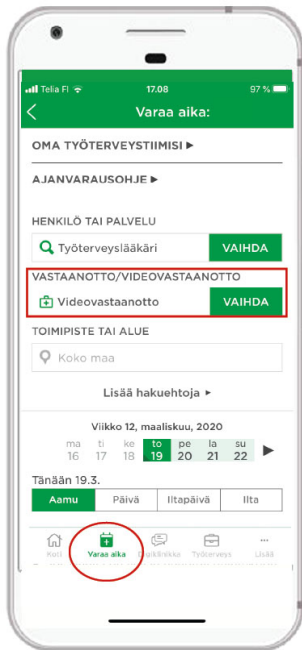 Telia FI 17.08 97 %
Varaa aika:
OMA TYÖTERVEYSTIIMISI ▸
AJANVARAUSOHJE ▸
HENKILÖ TAI PALVELU
Työterveyslääkäri VAIHDA
VASTAANOTTO/VIDEOVASTAANOTTO
Videovastaanotto VAIHDA
TOIMIPISTE TAI ALUE
Koko maa
Lisää hakuehtoja ▸
Viikko 12, maaliskuu, 2020
ma ti ke to pe la su
16 17 18 19 20 21 22 ▸
Tänään 19.3.
Aamu Päivä Iltapäivä Ilta
Koti Varaa aika Digiklinikka Työterveys Lisää